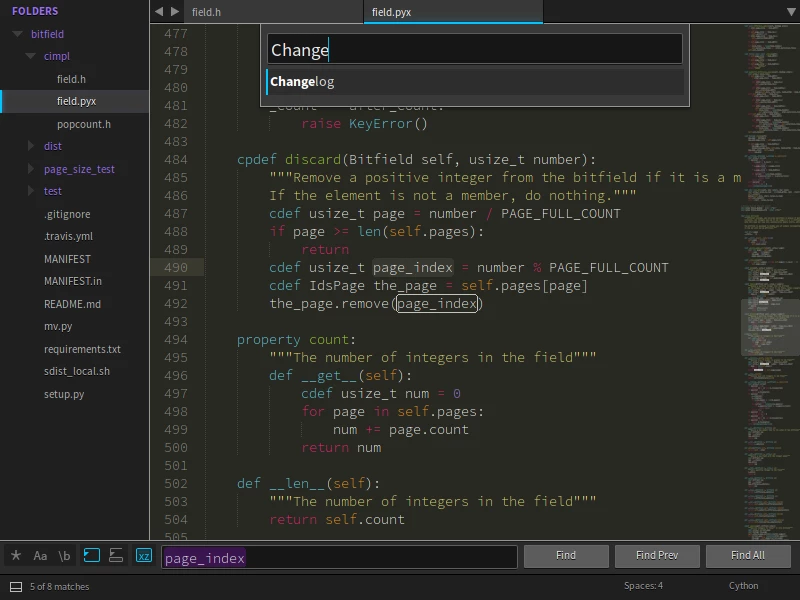 FOLDERS
bitfield
cimpl
field.h
field.pyx
popcount.h
dist
page_size_test
test
.gitignore
.travis.yml
MANIFEST
MANIFEST.in
README.md
mv.py
requirements.txt
sdist_local.sh
setup.py
field.h
field.pyx
Change
Changelog
477
478
479
480
481
482 raise KeyError()
483
484 cpdef discard(Bitfield self, usize_t number):
485 """Remove a positive integer from the bitfield if it is a m
486 If the element is not a member, do nothing."""
487 cdef usize_t page = number / PAGE_FULL_COUNT
488 if page >= len(self.pages):
489 return
490 cdef usize_t page_index = number % PAGE_FULL_COUNT
491 cdef IdsPage the_page = self.pages[page]
492 the_page.remove(page_index)
493
494 property count:
495 """The number of integers in the field"""
496 def __get__(self):
497 cdef usize_t num = 0
498 for page in self.pages:
499 num += page.count
500 return num
501
502 def __len__(self):
503 """The number of integers in the field"""
504 return self.count
505
Aa \b xz page_index Find Find Prev Find All
5 of 8 matches Spaces: 4 Cython